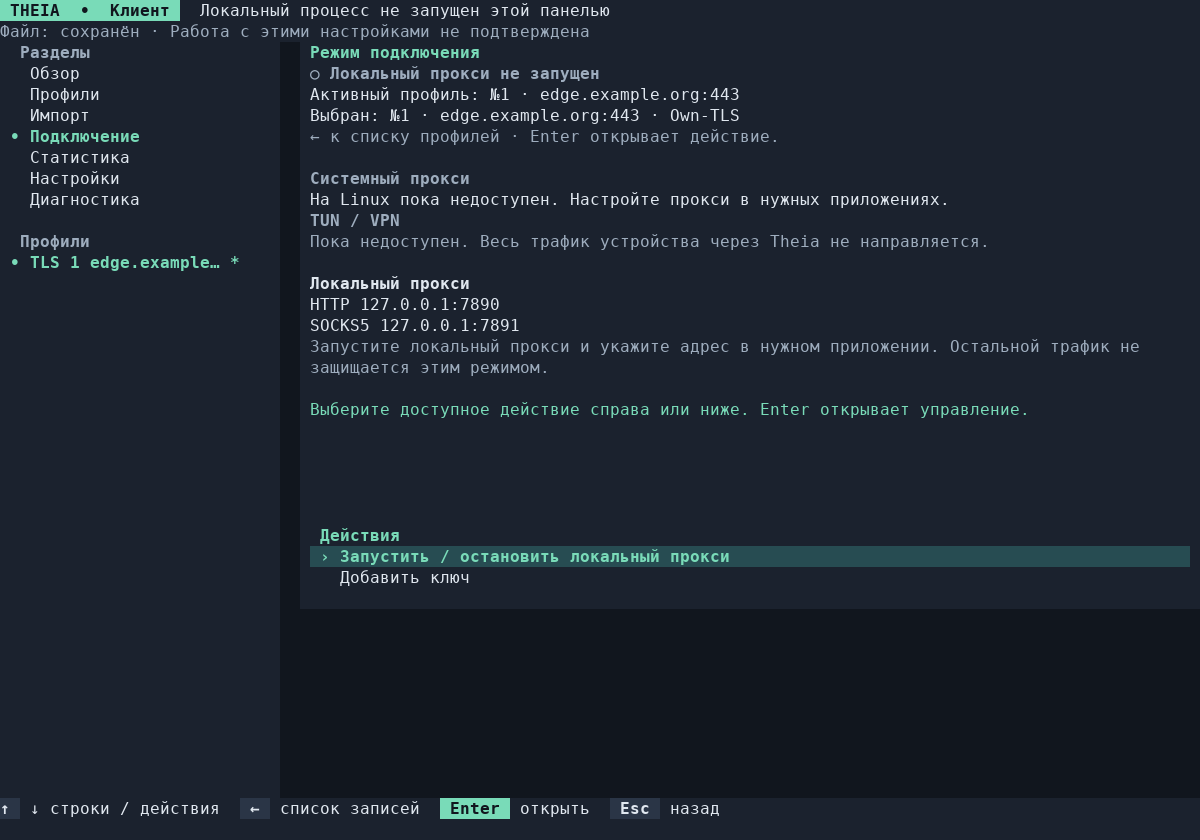 THEIA • Клиент Локальный процесс не запущен этой панелью
Файл: сохранён · Работа с этими настройками не подтверждена
Разделы
Обзор
Профили
Импорт
• Подключение
Статистика
Настройки
Диагностика
Профили
• TLS 1 edge.example… *
Режим подключения
○ Локальный прокси не запущен
Активный профиль: №1 · edge.example.org:443
Выбран: №1 · edge.example.org:443 · Own-TLS
← к списку профилей · Enter открывает действие.
Системный прокси
На Linux пока недоступен. Настройте прокси в нужных приложениях.
TUN / VPN
Пока недоступен. Весь трафик устройства через Theia не направляется.
Локальный прокси
HTTP 127.0.0.1:7890
SOCKS5 127.0.0.1:7891
Запустите локальный прокси и укажите адрес в нужном приложении. Остальной трафик не
защищается этим режимом.
Выберите доступное действие справа или ниже. Enter открывает управление.
Действия
› Запустить / остановить локальный прокси
Добавить ключ
↑ ↓ строки / действия ← список записей Enter открыть Esc назад